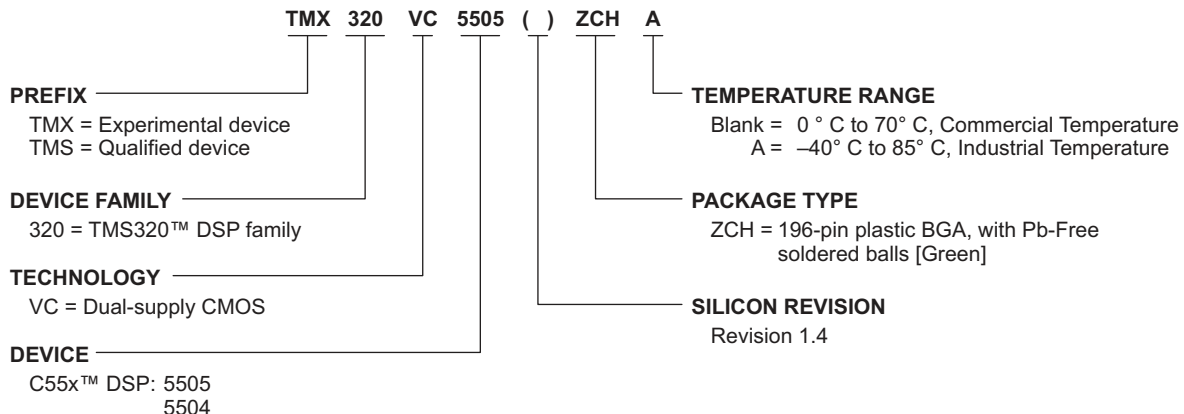 TMX 320 VC 5505 ( ) ZCH A
PREFIX
TMX = Experimental device
TMS = Qualified device
DEVICE FAMILY
320 = TMS320™ DSP family
TECHNOLOGY
VC = Dual-supply CMOS
DEVICE
C55x™ DSP: 5505
5504
TEMPERATURE RANGE
Blank = 0 ° C to 70° C, Commercial Temperature
A = –40° C to 85° C, Industrial Temperature
PACKAGE TYPE
ZCH = 196-pin plastic BGA, with Pb-Free
soldered balls [Green]
SILICON REVISION
Revision 1.4